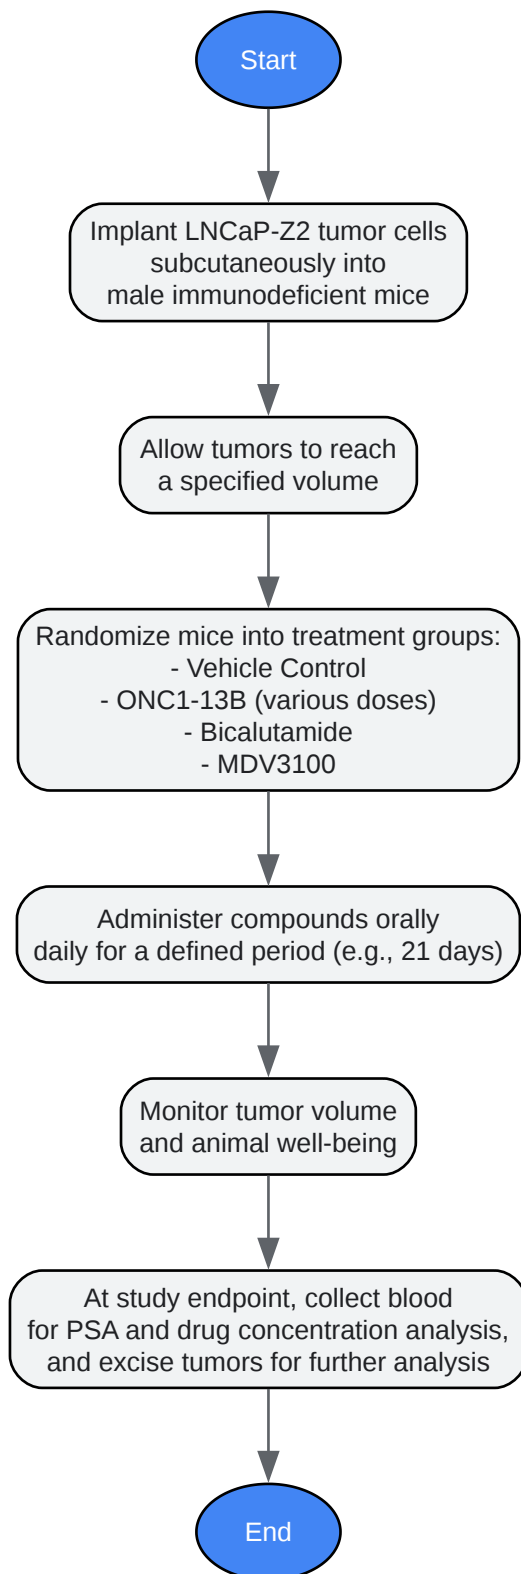 Start
Implant LNCaP-Z2 tumor cells
subcutaneously into
male immunodeficient mice
Allow tumors to reach
a specified volume
Randomize mice into treatment groups:
- Vehicle Control
- ONC1-13B (various doses)
- Bicalutamide
- MDV3100
Administer compounds orally
daily for a defined period (e.g., 21 days)
Monitor tumor volume
and animal well-being
At study endpoint, collect blood
for PSA and drug concentration analysis,
and excise tumors for further analysis
End